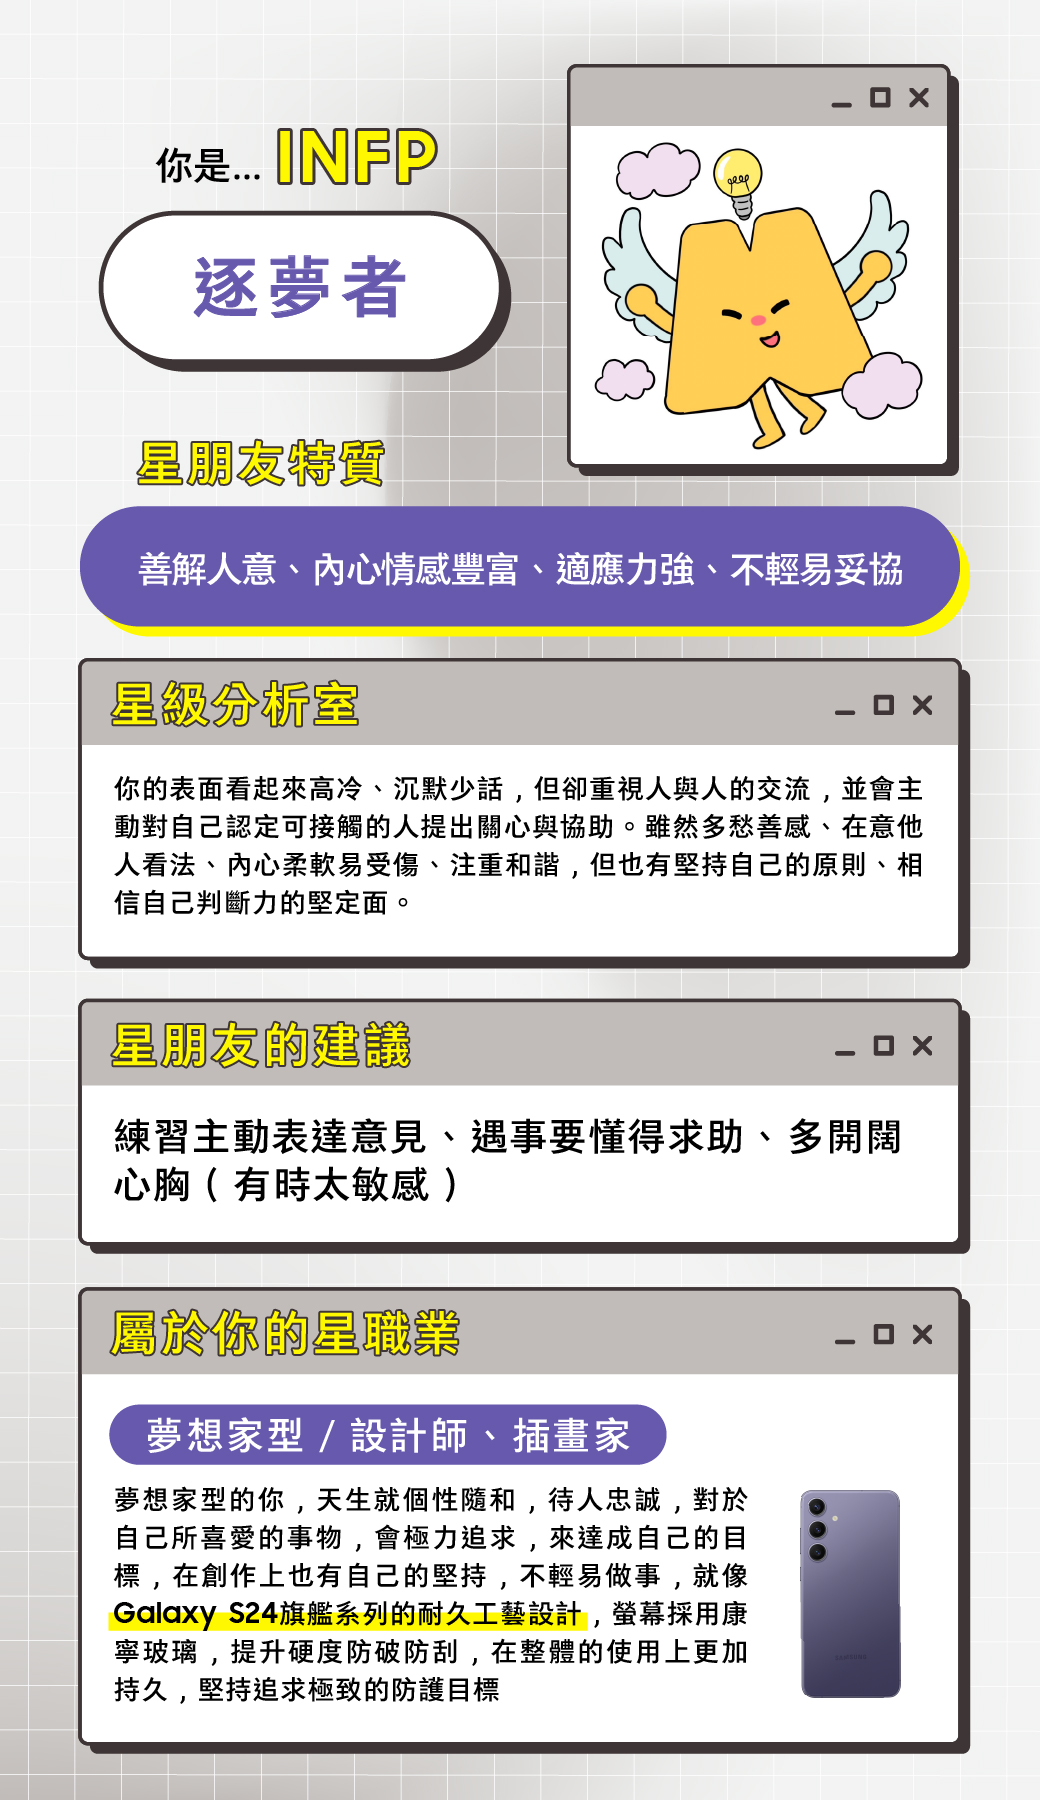 你是... INFP
逐夢者
星朋友特質
善解人意、內心情感豐富、適應力強、不輕易妥協
星級分析室
你的表面看起來高冷、沉默少話，但卻重視人與人的交流，並會主
動對自己認定可接觸的人提出關心與協助。雖然多愁善感、在意他
人看法、內心柔軟易受傷、注重和諧，但也有堅持自己的原則、相
信自己判斷力的堅定面。
星朋友的建議
練習主動表達意見、遇事要懂得求助、多開闊
心胸（有時太敏感）
屬於你的星職業
夢想家型 / 設計師、插畫家
夢想家型的你，天生就個性隨和，待人忠誠，對於
自己所喜愛的事物，會極力追求，來達成自己的目
標，在創作上也有自己的堅持，不輕易做事，就像
Galaxy S24旗艦系列的耐久工藝設計，螢幕採用康
寧玻璃，提升硬度防破防刮，在整體的使用上更加
持久，堅持追求極致的防護目標
SAMSUNG